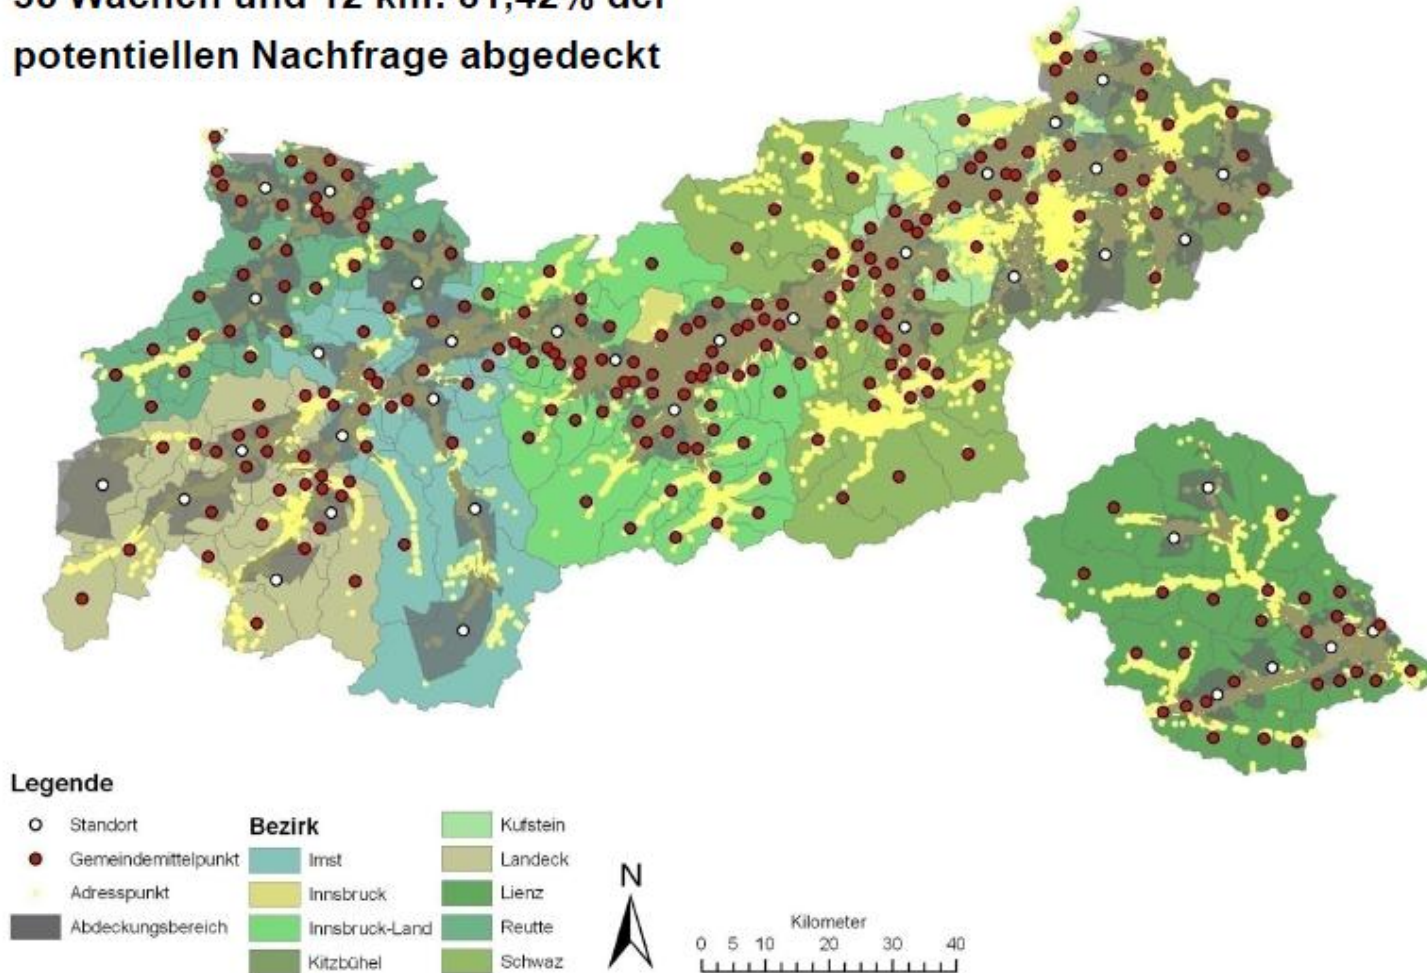 potentiellen Nachfrage abgedeckt
Legende
Standort
Gemeindemittelpunkt
Adresspunkt
Abdeckungsbereich
Bezirk
Imst
Innsbruck
Innsbruck-Land
Kitzbühel
Kufstein
Landeck
Lienz
Reutte
Schwaz
N
Kilometer
0 5 10 20 30 40